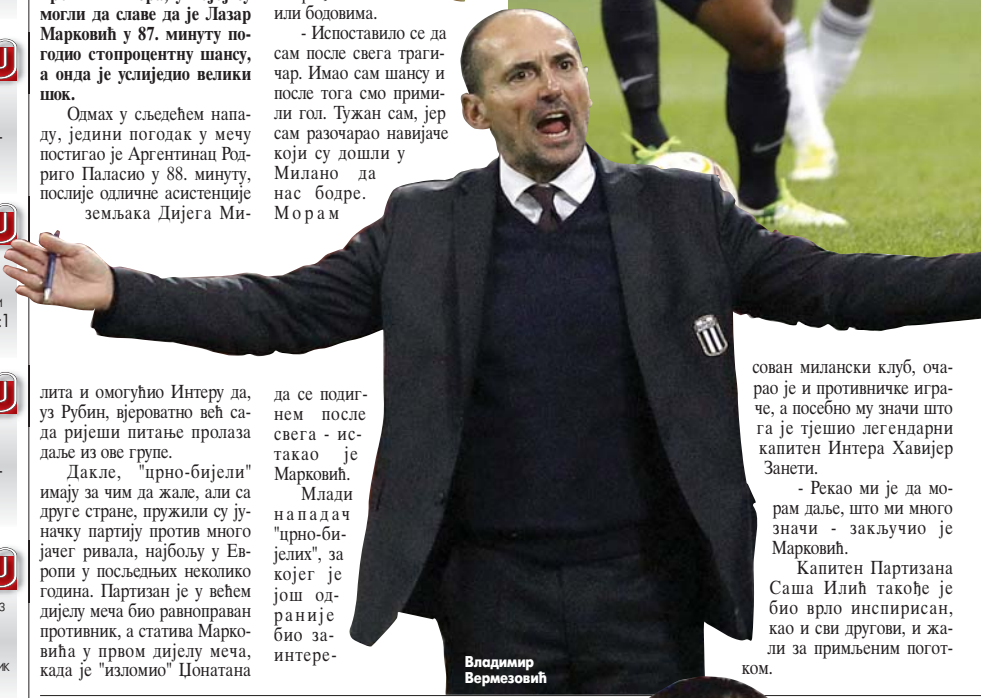 могли да славе да је Лазар
Марковић у 87. минуту по-
годио стопроцентну шансу,
а онда је услиједио велики
шок.
Одмах у сљедећем напа-
ду, једини погодак у мечу
постигао је Аргентинац Род-
риго Паласио у 88. минуту,
послије одличне асистенције
земљака Дијега Ми-
лита и омогућио Интеру да,
уз Рубин, вјероватно већ са-
да ријеши питање пролаза
даље из ове групе.
Дакле, "црно-бијели"
имају за чим да жале, али са
друге стране, пружили су ју-
начку партију против много
јачег ривала, најбољу у Ев-
ропи у посљедњих неколико
година. Партизан је у већем
дијелу меча био равноправан
противник, а статива Марко-
вића у првом дијелу меча,
када је "изломио" Џонатана
или бодовима.
- Испоставило се да
сам после свега траги-
чар. Имао сам шансу и
после тога смо прими-
ли гол. Тужан сам, јер
сам разочарао навијаче
који су дошли у
Милано да
нас бодре.
Морам
да се подиг-
нем после
свега - ис-
такао је
Марковић.
Млади
нападач
"црно-би-
јелих", за
којег је
још од-
раније
био за-
интере-
сован милански клуб, оча-
рао је и противничке игра-
че, а посебно му значи што
га је тјешио легендарни
капитен Интера Хавијер
Занети.
- Рекао ми је да мо-
рам даље, што ми много
значи - закључио је
Марковић.
Капитен Партизана
Саша Илић такође је
био врло инспирисан,
као и сви другови, и жа-
ли за примљеним погот-
ком.
Владимир
Вермезовић